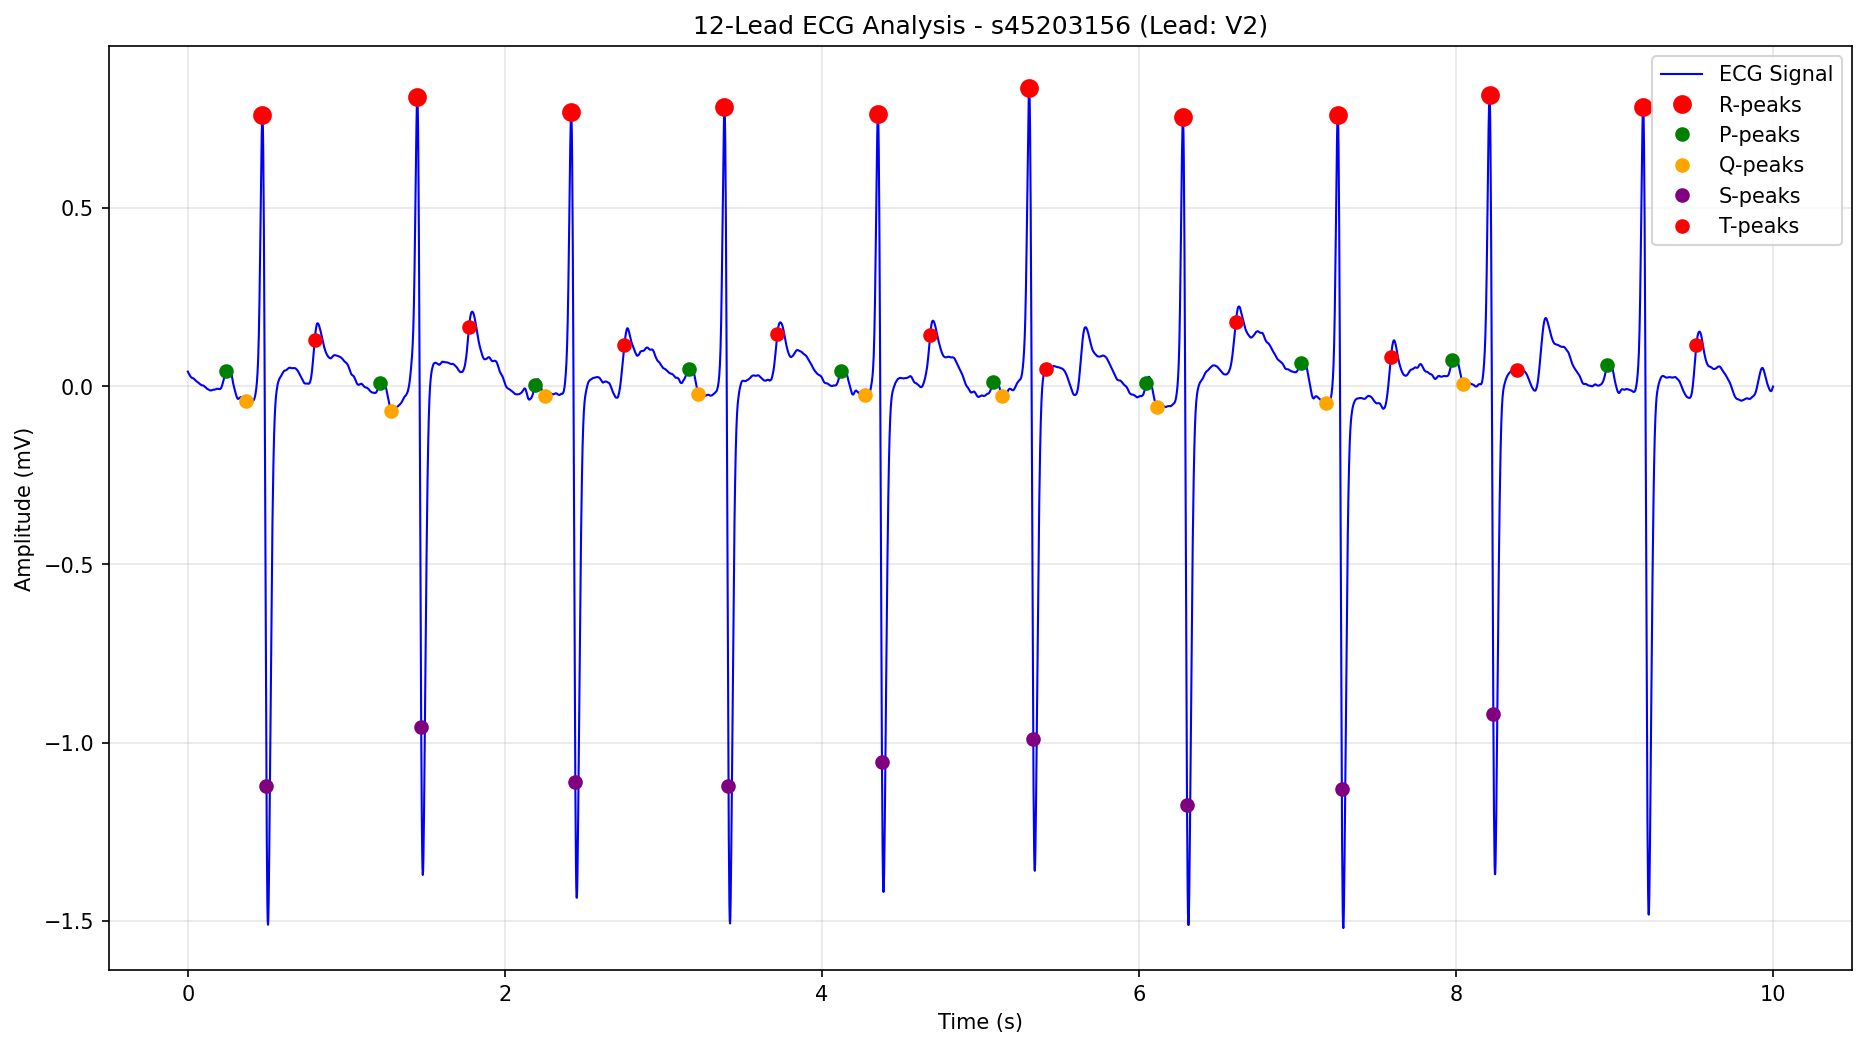 12-Lead ECG Analysis - s45203156 (Lead: V2)
ECG Signal
R-peaks
P-peaks
Q-peaks
S-peaks
T-peaks
0.5
0.0
−0.5
−1.0
−1.5
Amplitude (mV)
0 2 4 6 8 10
Time (s)